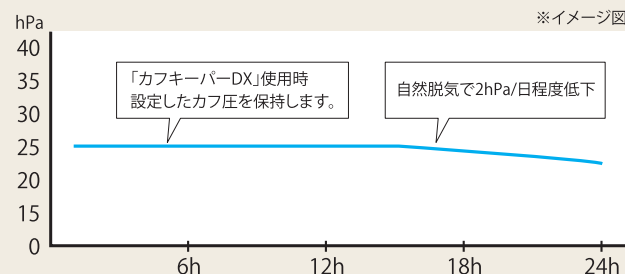 hPa
※イメージ図
40
35
30
25
20
15
0
「カフキーパーDX」使用時
設定したカフ圧を保持します。
自然脱気で2hPa/日程度低下
6h
12h
18h
24h